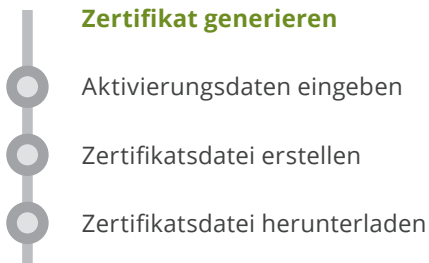 Zertifikat generieren
Aktivierungsdaten eingeben
Zertifikatsdatei erstellen
Zertifikatsdatei herunterladen